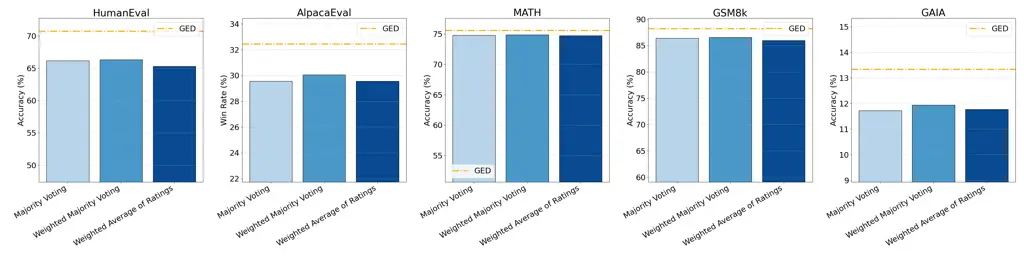 HumanEval
GED
Accuracy (%)
70
65
60
55
50
Majority Voting
Weighted Majority Voting
Weighted Average of Ratings
AlpacaEval
GED
Win Rate (%)
34
32
30
28
26
24
22
Majority Voting
Weighted Majority Voting
Weighted Average of Ratings
MATH
GED
Accuracy (%)
75
70
65
60
55
Majority Voting
Weighted Majority Voting
Weighted Average of Ratings
GSM8k
GED
Accuracy (%)
90
85
80
75
70
65
60
Majority Voting
Weighted Majority Voting
Weighted Average of Ratings
GAIA
GED
Accuracy (%)
15
14
13
12
11
10
9
Majority Voting
Weighted Majority Voting
Weighted Average of Ratings